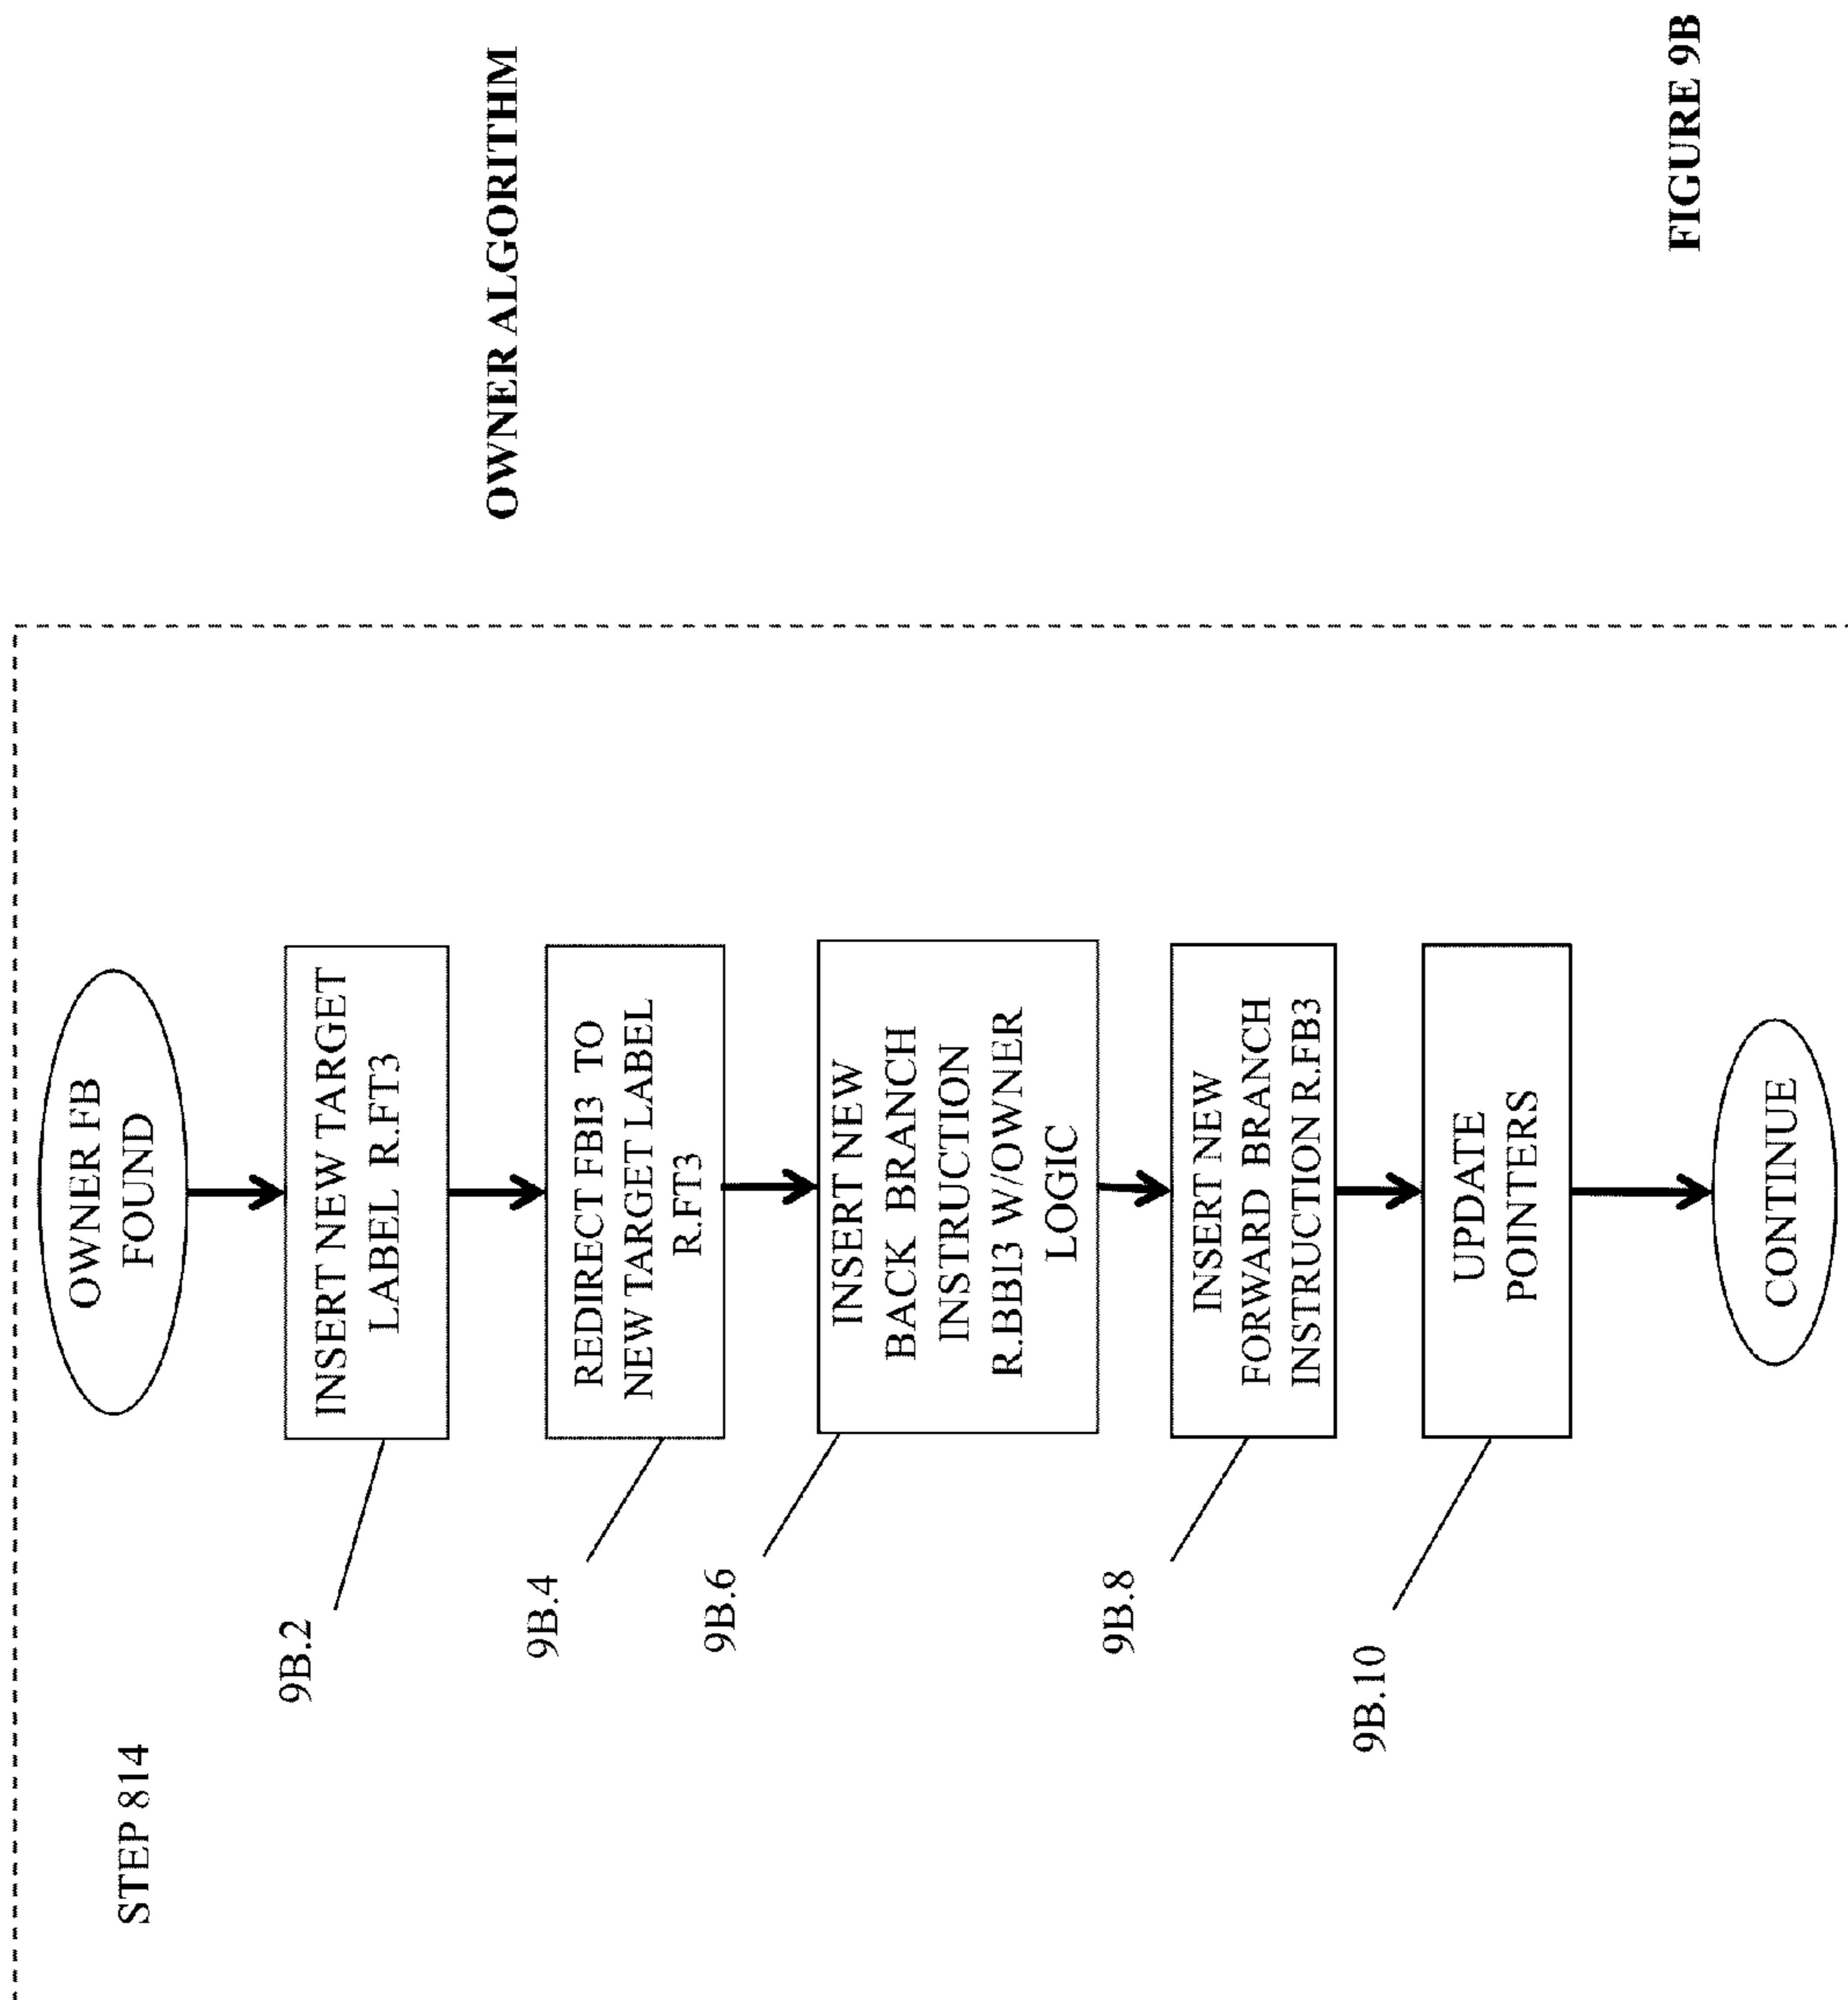 STEP 814
OWNER FB
FOUND
9B.2
INSERT NEW TARGET
LABEL R.FT3
9B.4
REDIRECT FBI3 TO
NEW TARGET LABEL
R.FT3
9B.6
INSERT NEW
BACK BRANCH
INSTRUCTION
R.BBI3 W/OWNER
LOGIC
9B.8
INSERT NEW
FORWARD BRANCH
INSTRUCTION R.FB3
9B.10
UPDATE
POINTERS
CONTINUE
OWNER ALGORITHM
FIGURE 9B